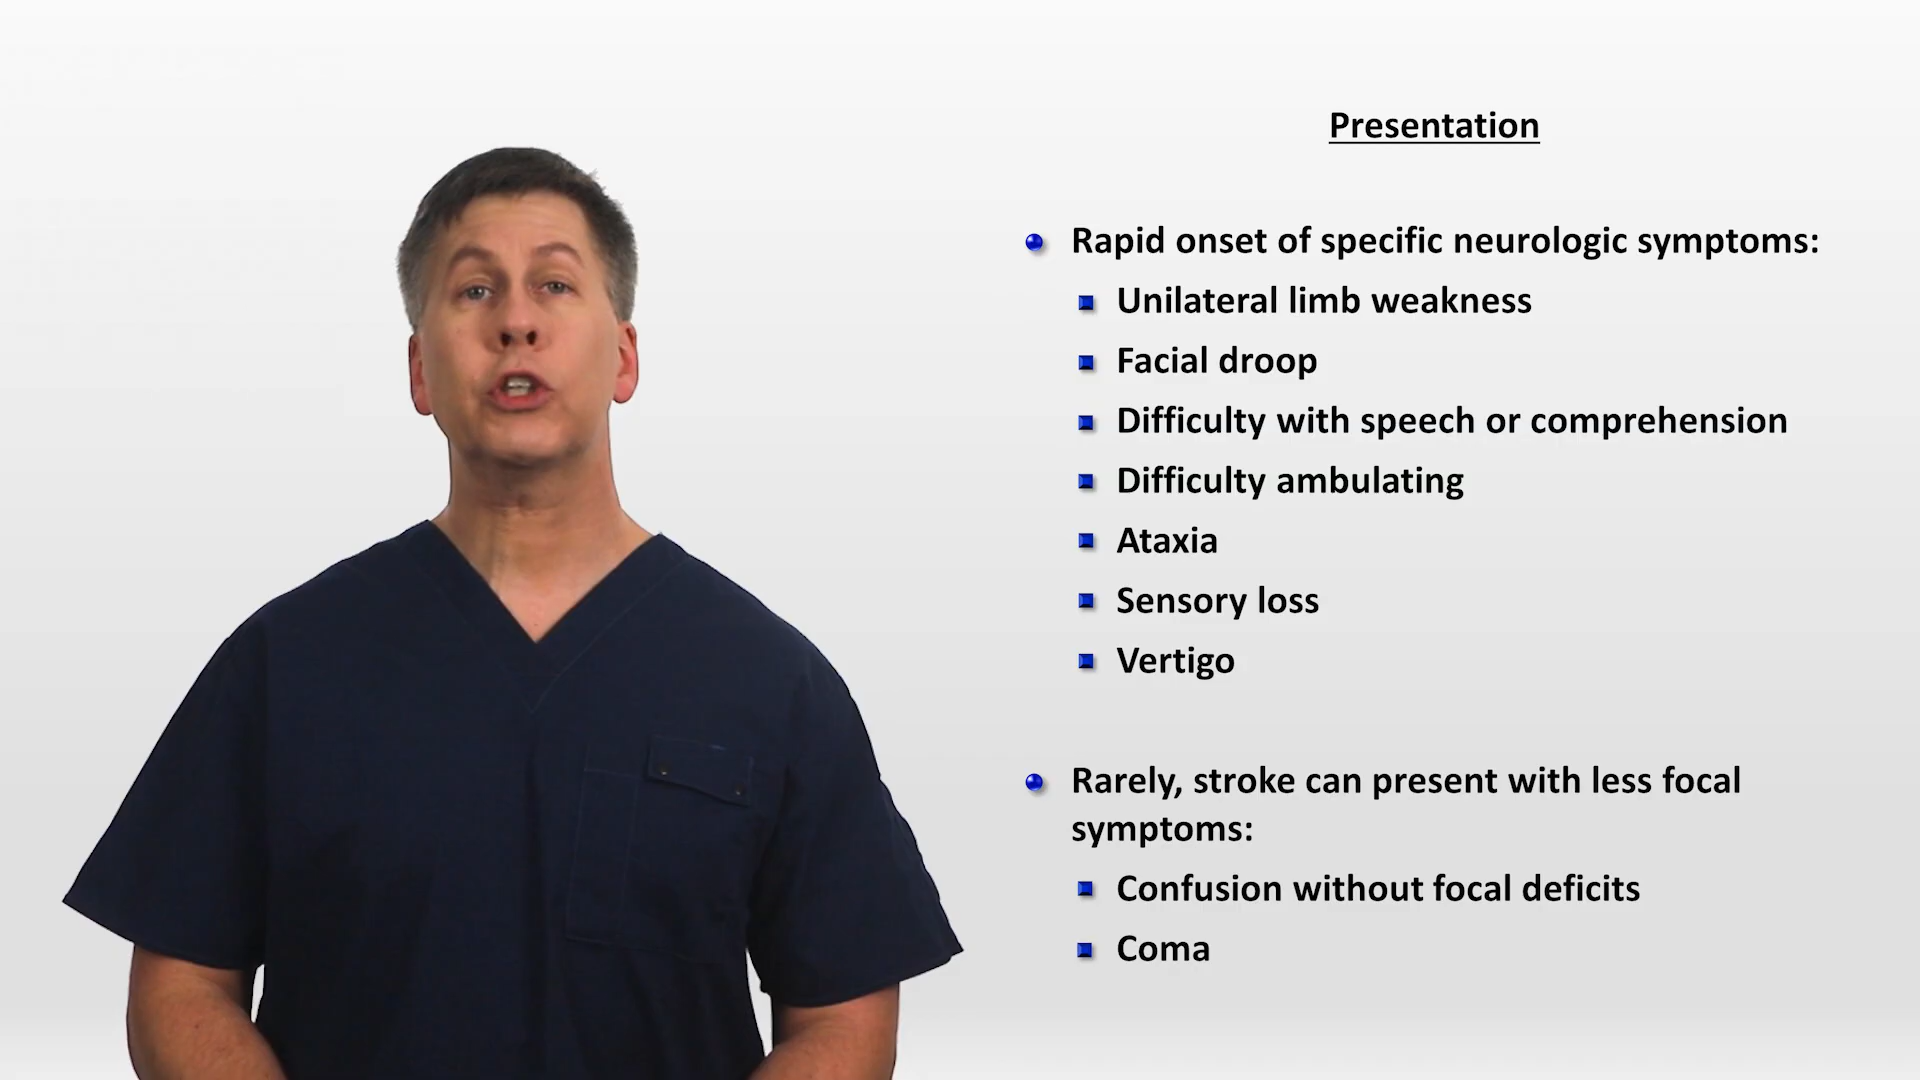 Presentation
Rapid onset of specific neurologic symptoms:
Unilateral limb weakness
Facial droop
Difficulty with speech or comprehension
Difficulty ambulating
Ataxia
Sensory loss
Vertigo
Rarely, stroke can present with less focal
symptoms:
Confusion without focal deficits
Coma